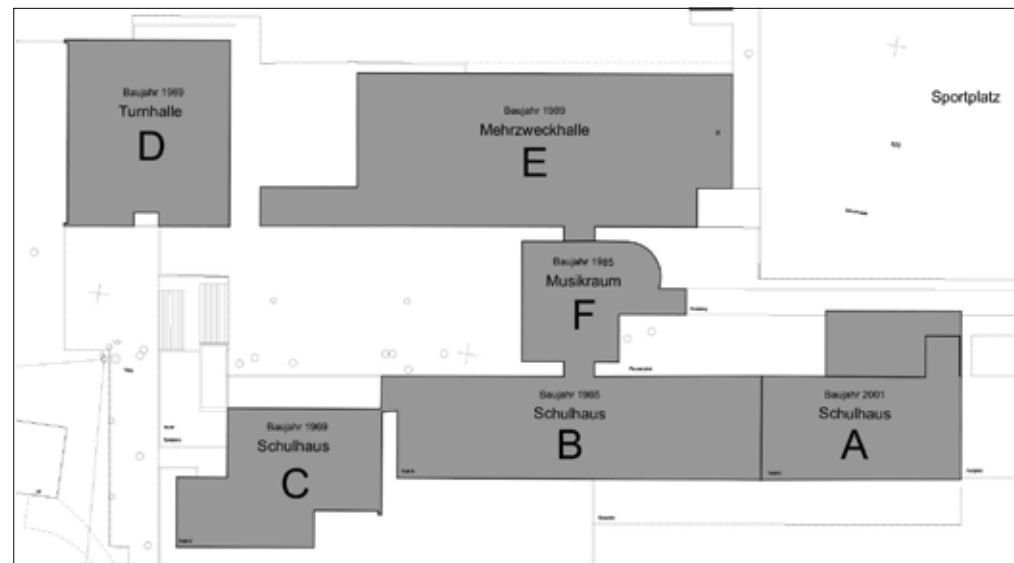 Baujahr 1969
Turnhalle
D
Baujahr 1989
Mehrzweckhalle
E
Sportplatz
Baujahr 1985
Musikraum
F
Baujahr 1969
Schulhaus
C
Baujahr 1985
Schulhaus
B
Baujahr 2001
Schulhaus
A